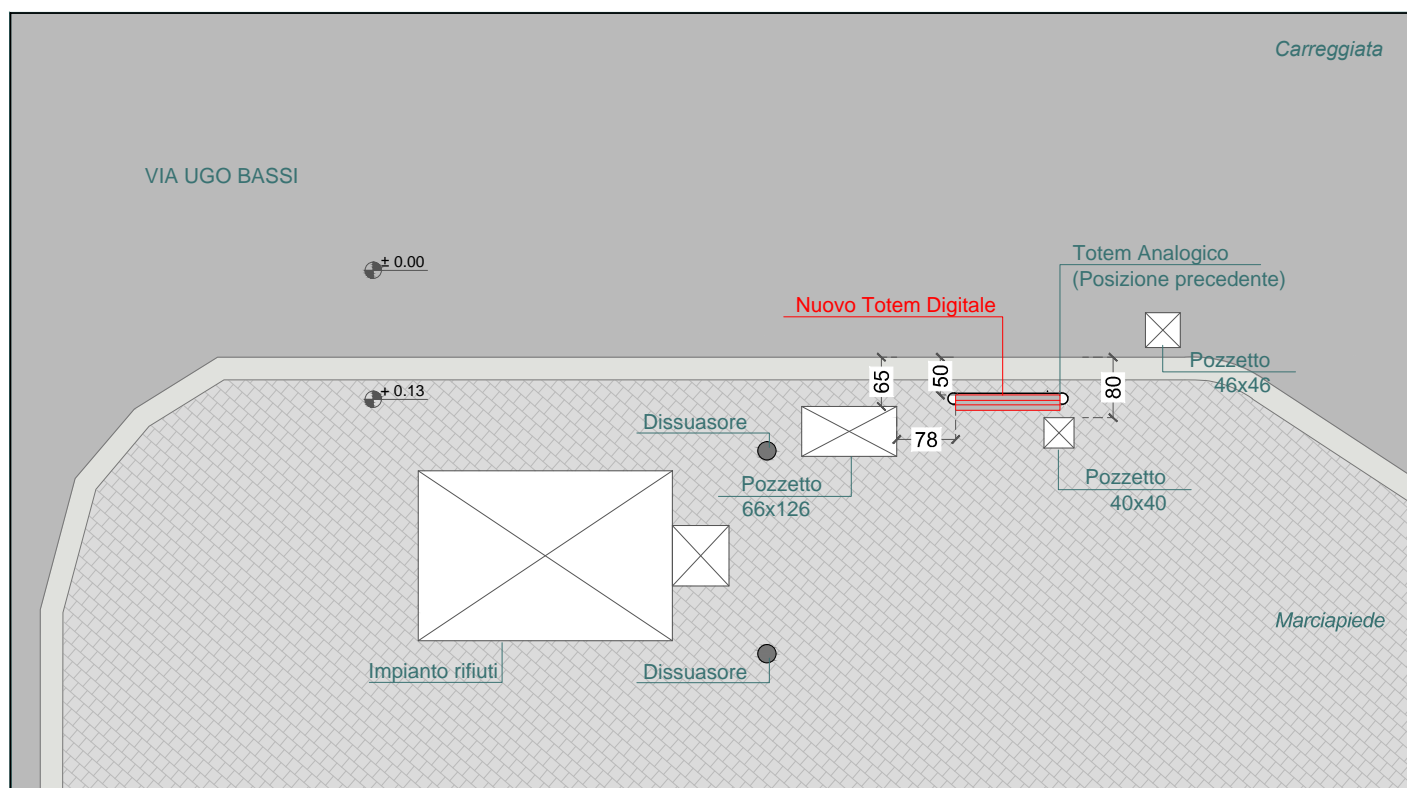 Carreggiata
VIA UGO BASSI
± 0.00
Totem Analogico
(Posizione precedente)
Nuovo Totem Digitale
Pozzetto
46x46
65
50
80
+ 0.13
Dissuasore
78
Pozzetto
66x126
Pozzetto
40x40
Marciapiede
Impianto rifiuti
Dissuasore